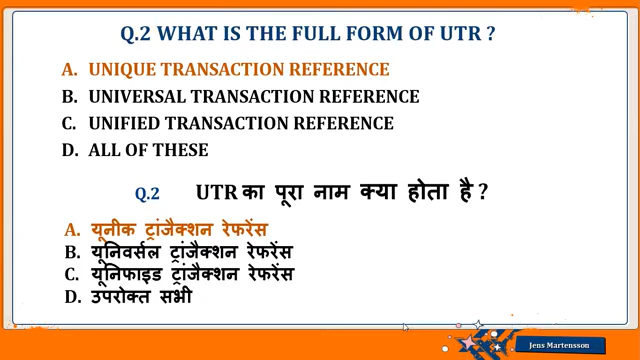 Q.2 WHAT IS THE FULL FORM OF UTR ?
A. UNIQUE TRANSACTION REFERENCE
B. UNIVERSAL TRANSACTION REFERENCE
C. UNIFIED TRANSACTION REFERENCE
D. ALL OF THESE
Q.2 UTR का पूरा नाम क्या होता है ?
A. यूनीक ट्रांजैक्शन रेफरेंस
B. यूनिवर्सल ट्रांजैक्शन रेफरेंस
C. यूनिफाइड ट्रांजैक्शन रेफरेंस
D. उपरोक्त सभी
Jens Martensson